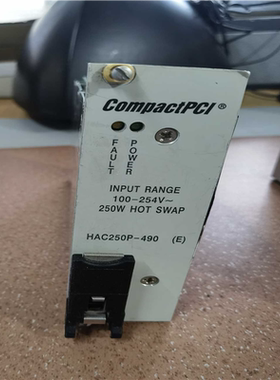 CompactPCI®
FAULT
POWER
INPUT RANGE
100-254V~
250W HOT SWAP
HAC250P-490 (E)